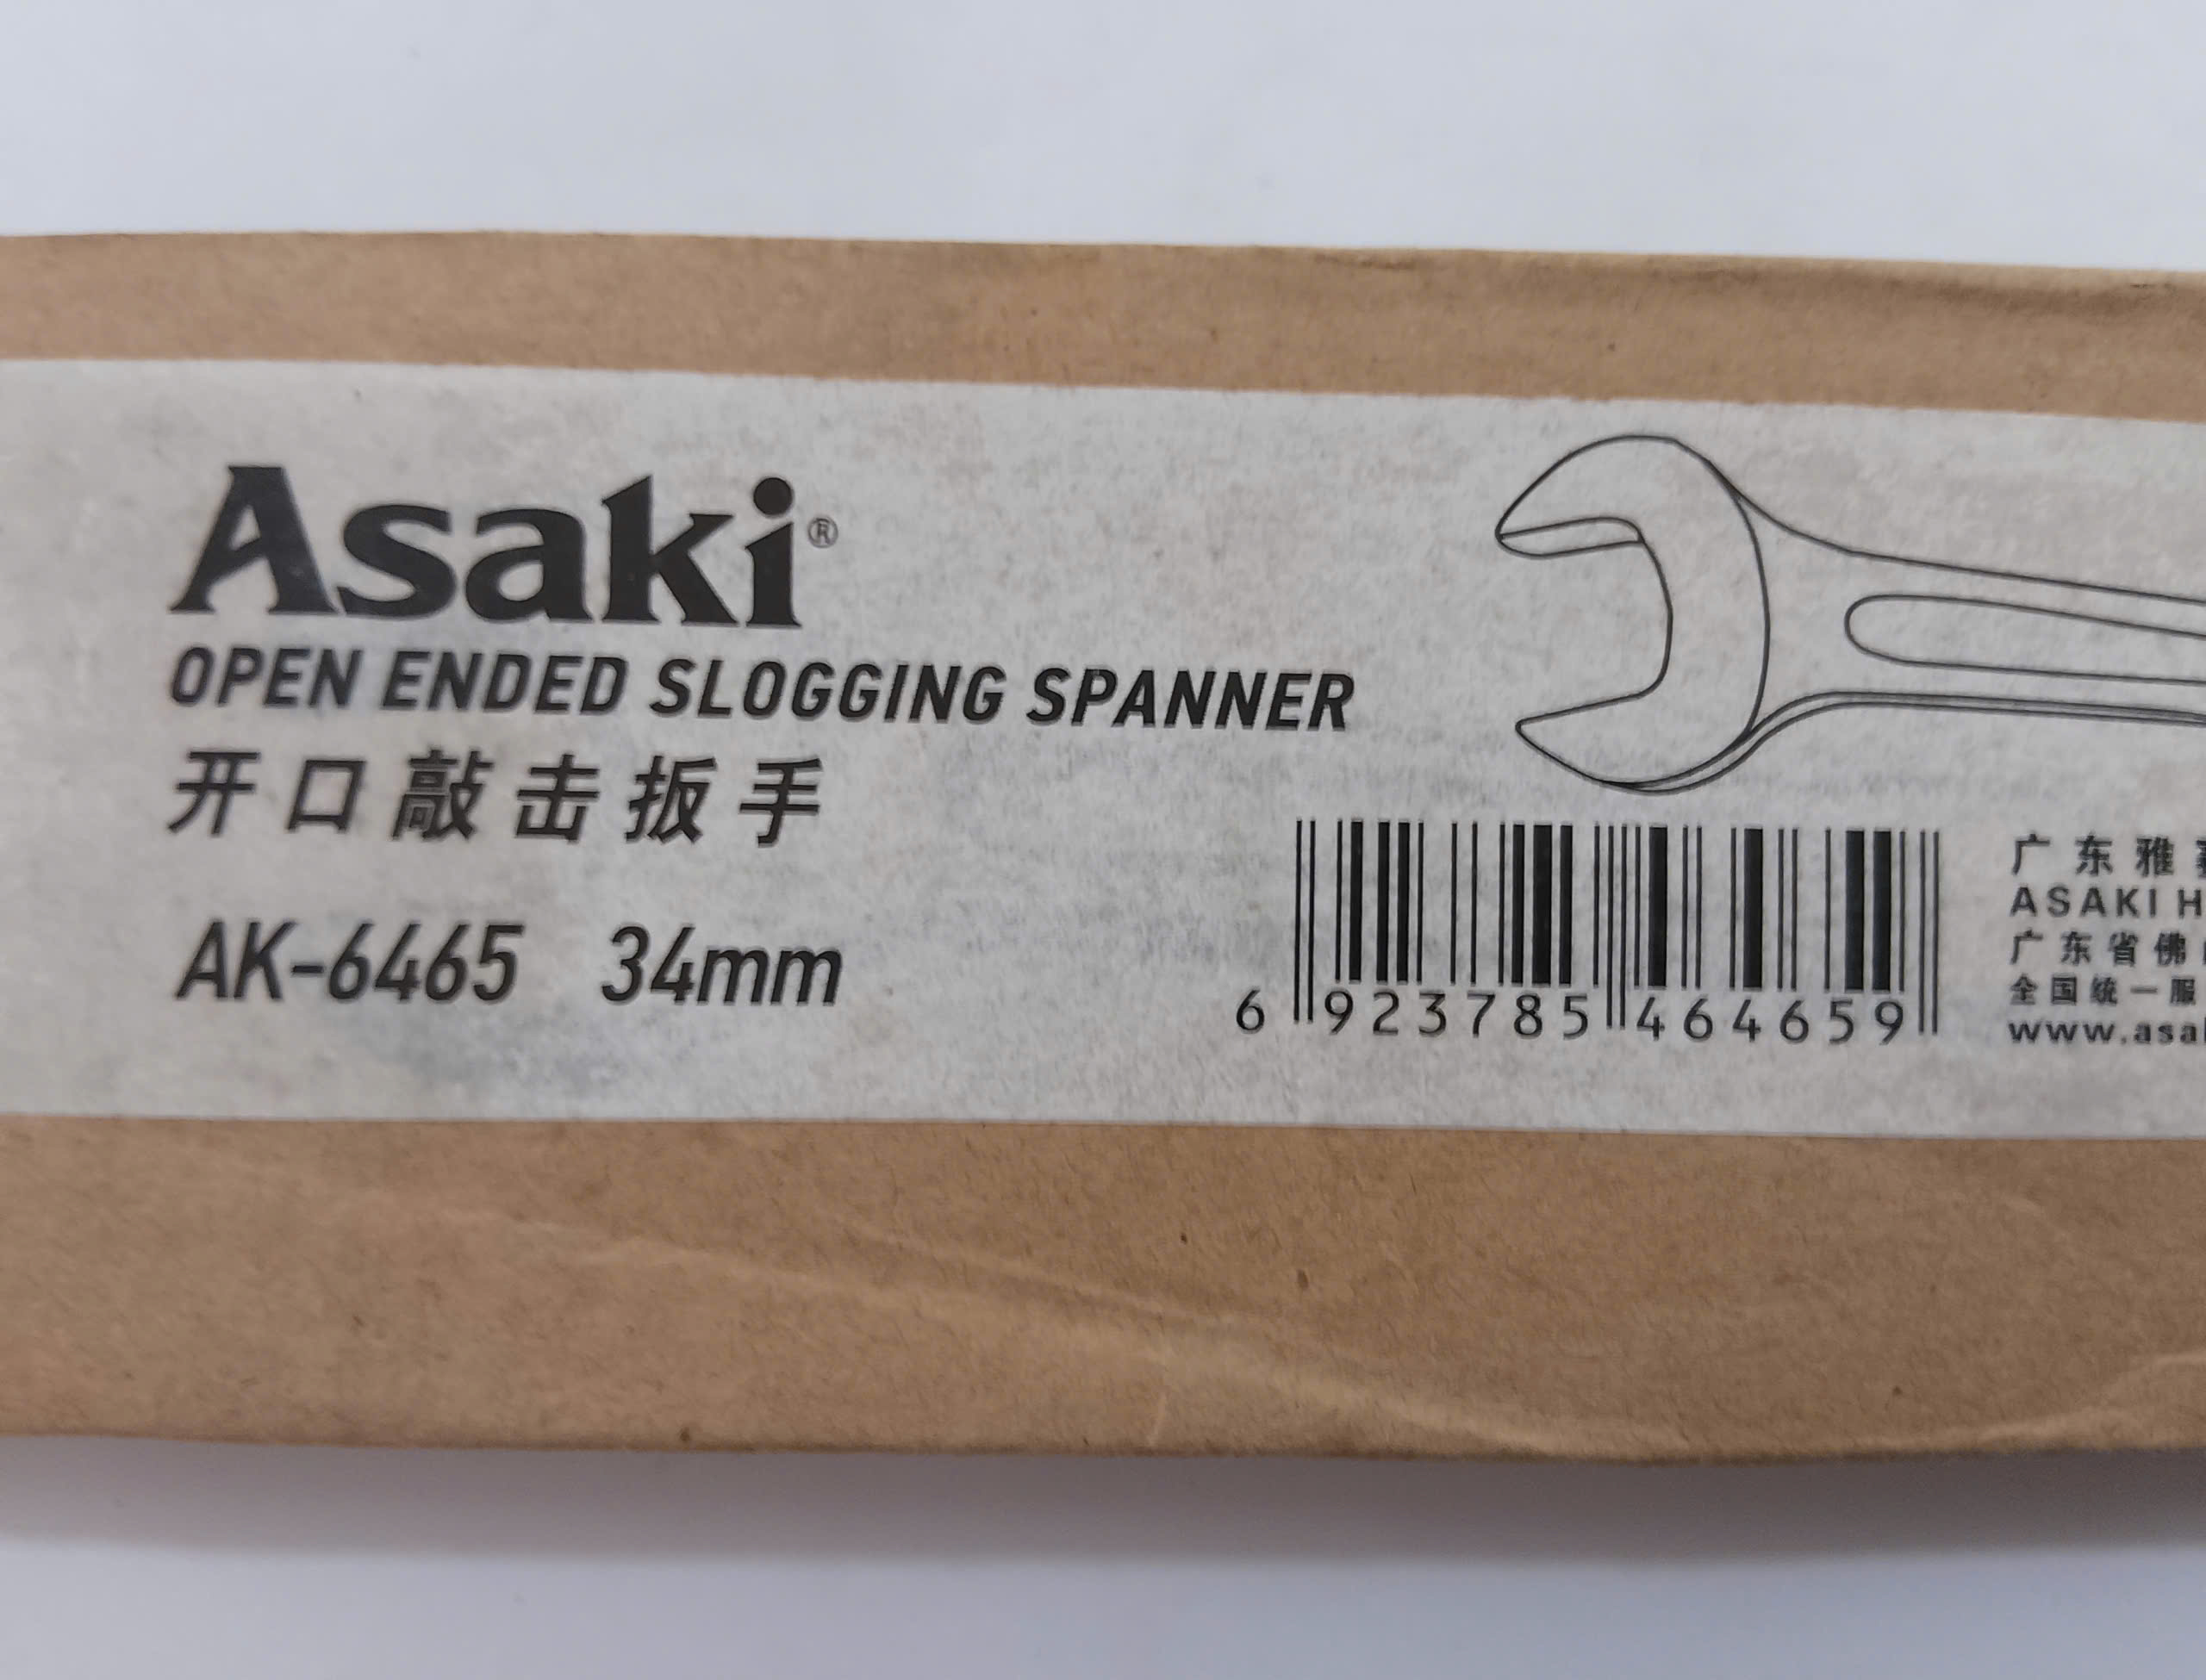 Asaki®
OPEN ENDED SLOGGING SPANNER
开口敲击扳手
AK-6465 34mm
6 923785 464659
广东雅
ASAKI H
广东省佛
全国统一服
www.asa